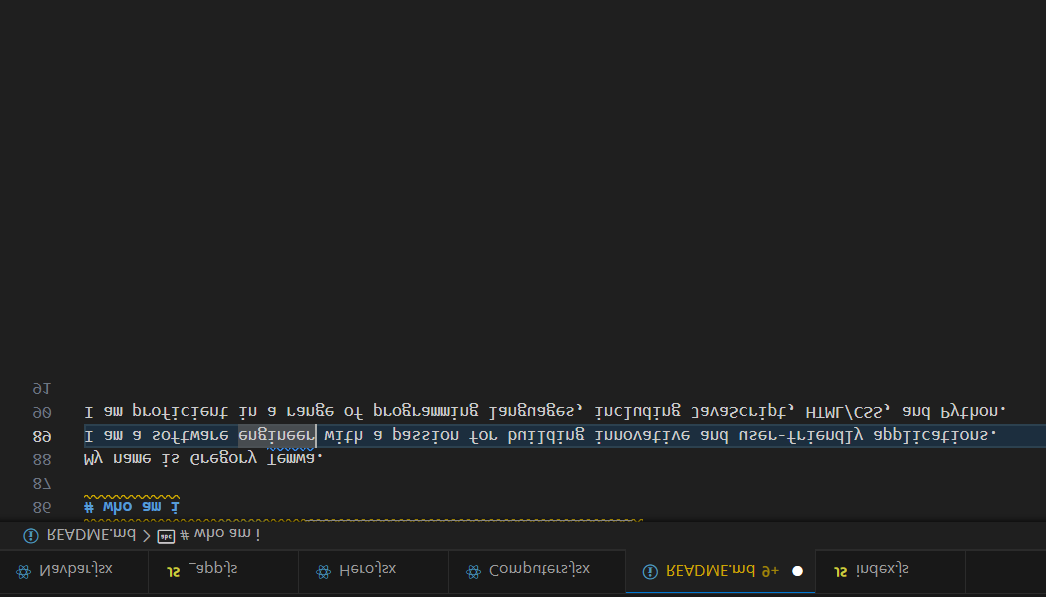 Navbar.jsx
JS _app.js
Hero.jsx
Computers.jsx
README.md 9+
JS index.js
README.md > abc # who am i
86 # who am i
87
88 My name is Gregory Temwa.
89 I am a software engineer with a passion for building innovative and user-friendly applications.
90 I am proficient in a range of programming languages, including JavaScript, HTML/CSS, and Python.
91